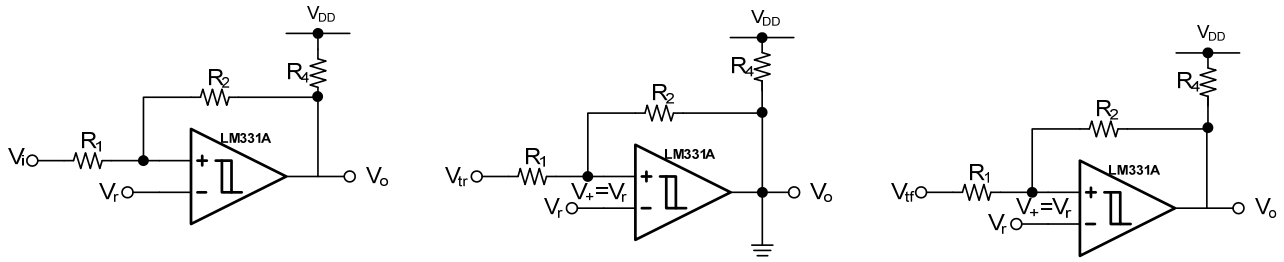 VDD
R4
R2
R1
LM331A
Vi
Vr
Vo
VDD
R4
R2
R1
LM331A
Vtr
V+=Vr
Vr
Vo
VDD
R4
R2
R1
LM331A
Vtf
V+=Vr
Vr
Vo